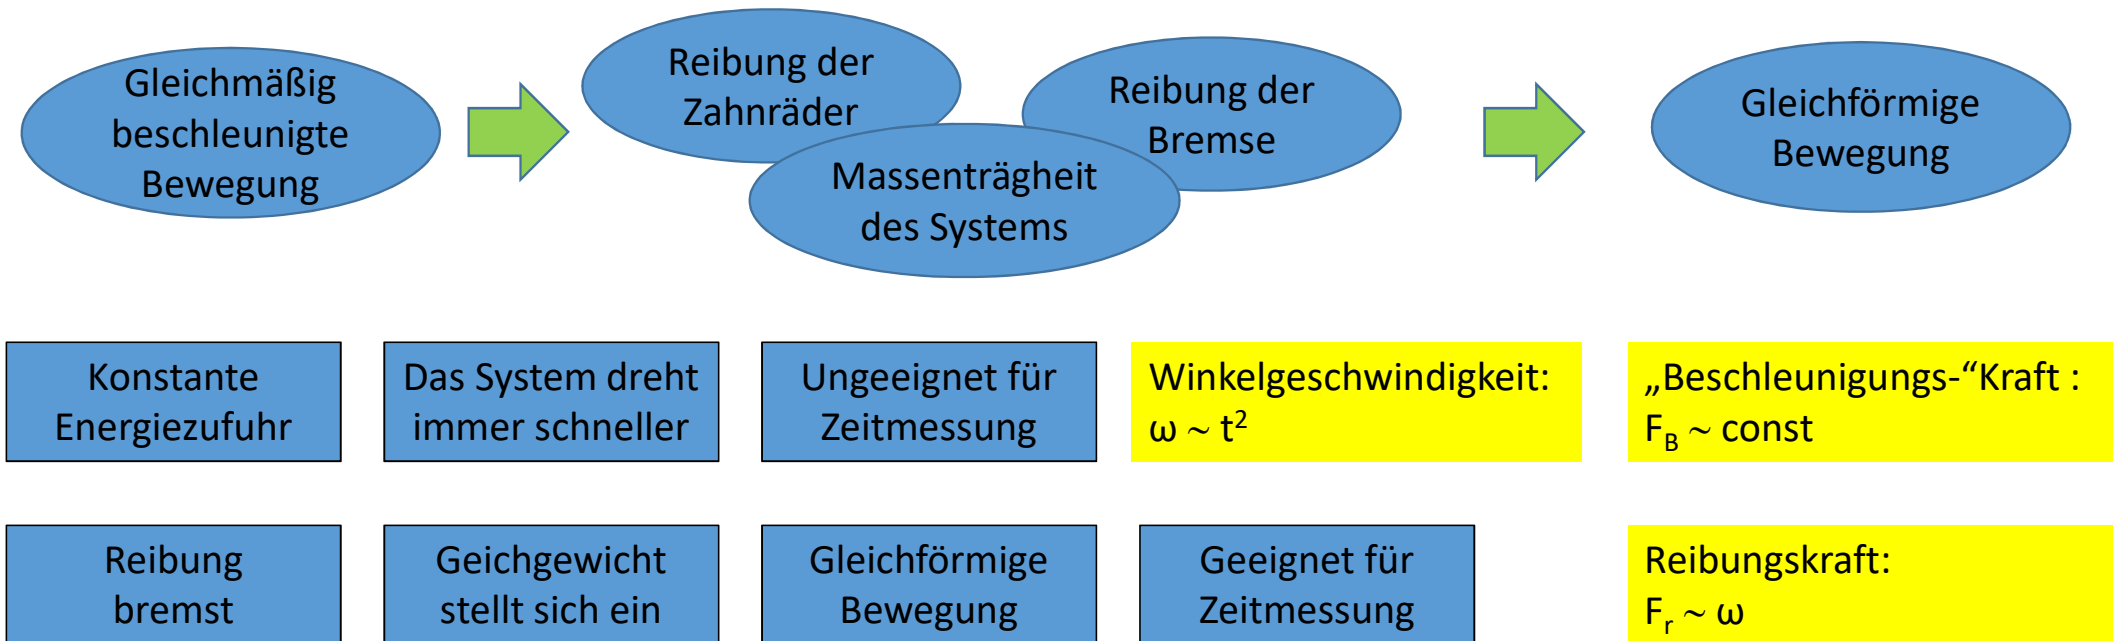 Gleichmäßig
beschleunigte
Bewegung
Reibung der
Zahnräder
Massenträgheit
des Systems
Reibung der
Bremse
Gleichförmige
Bewegung
Konstante
Energiezufuhr
Das System dreht
immer schneller
Ungeeignet für
Zeitmessung
Winkelgeschwindigkeit:
ω ~ t²
„Beschleunigungs-“Kraft :
F_B ~ const
Reibung
bremst
Geichgewicht
stellt sich ein
Gleichförmige
Bewegung
Geeignet für
Zeitmessung
Reibungskraft:
F_r ~ ω